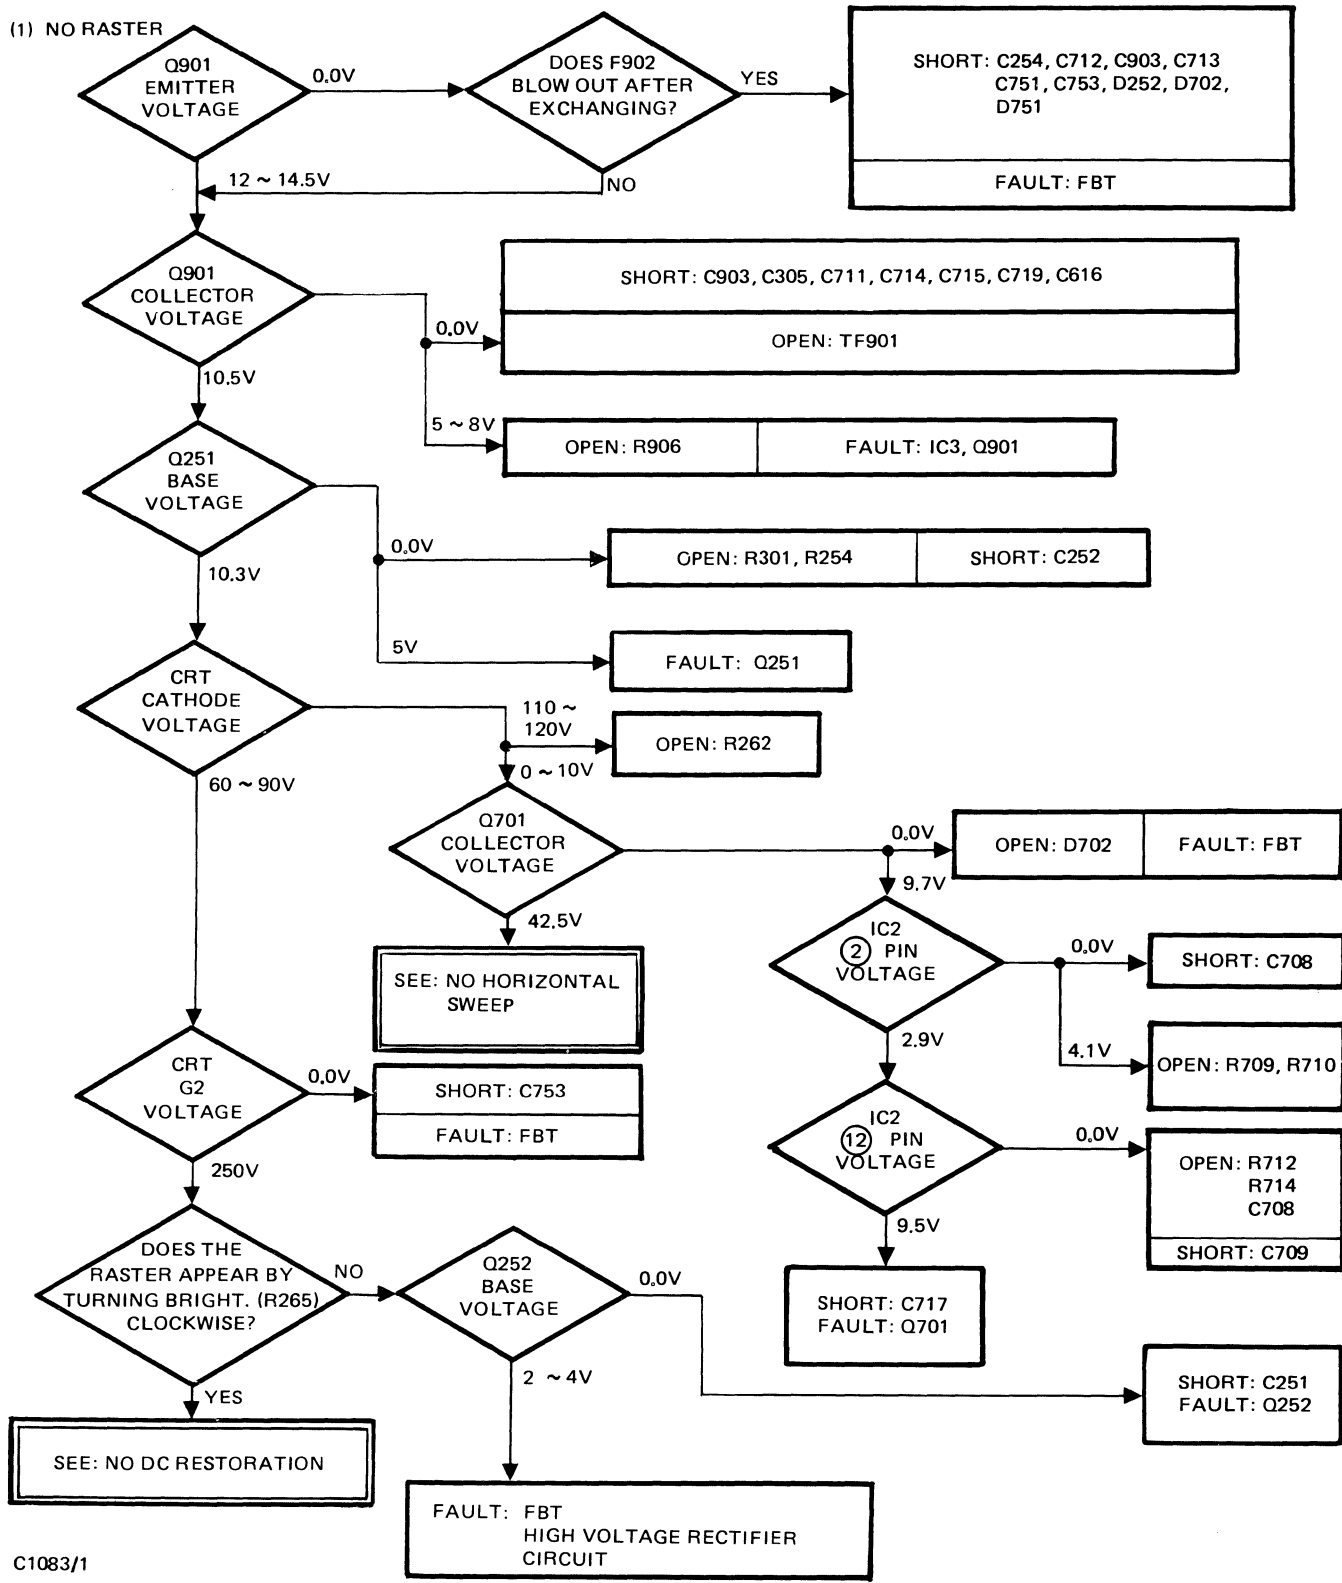 (1) NO RASTER
Q901
EMITTER
VOLTAGE
0.0V
DOES F902
BLOW OUT AFTER
EXCHANGING?
YES
SHORT: C254, C712, C903, C713
C751, C753, D252, D702,
D751
FAULT: FBT
12 ~ 14.5V
NO
Q901
COLLECTOR
VOLTAGE
SHORT: C903, C305, C711, C714, C715, C719, C616
0.0V
OPEN: TF901
10.5V
5 ~ 8V
OPEN: R906
FAULT: IC3, Q901
Q251
BASE
VOLTAGE
0.0V
OPEN: R301, R254
SHORT: C252
10.3V
5V
FAULT: Q251
CRT
CATHODE
VOLTAGE
110 ~
120V
OPEN: R262
60 ~ 90V
0 ~ 10V
Q701
COLLECTOR
VOLTAGE
0.0V
OPEN: D702
FAULT: FBT
9.7V
42.5V
SEE: NO HORIZONTAL
SWEEP
IC2
2 PIN
VOLTAGE
0.0V
SHORT: C708
2.9V
4.1V
OPEN: R709, R710
CRT
G2
VOLTAGE
0.0V
SHORT: C753
FAULT: FBT
IC2
12 PIN
VOLTAGE
0.0V
OPEN: R712
R714
C708
SHORT: C709
250V
9.5V
SHORT: C717
FAULT: Q701
DOES THE
RASTER APPEAR BY
TURNING BRIGHT. (R265)
CLOCKWISE?
NO
Q252
BASE
VOLTAGE
0.0V
SHORT: C251
FAULT: Q252
2 ~ 4V
YES
SEE: NO DC RESTORATION
FAULT: FBT
HIGH VOLTAGE RECTIFIER
CIRCUIT
C1083/1